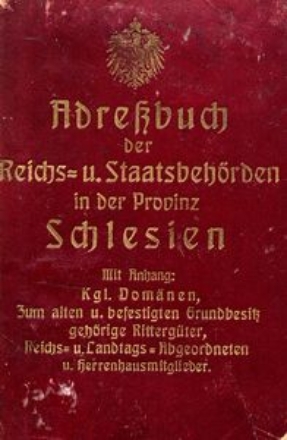 Adreßbuch
der
Reichs= u. Staatsbehörden
in der Provinz
Schlesien
Mit Anhang:
Kgl. Domänen,
Zum alten u. befestigten Grundbesitz
gehörige Rittergüter,
Reichs= u. Landtags=Abgeordneten
u. Herrenhausmitglieder.